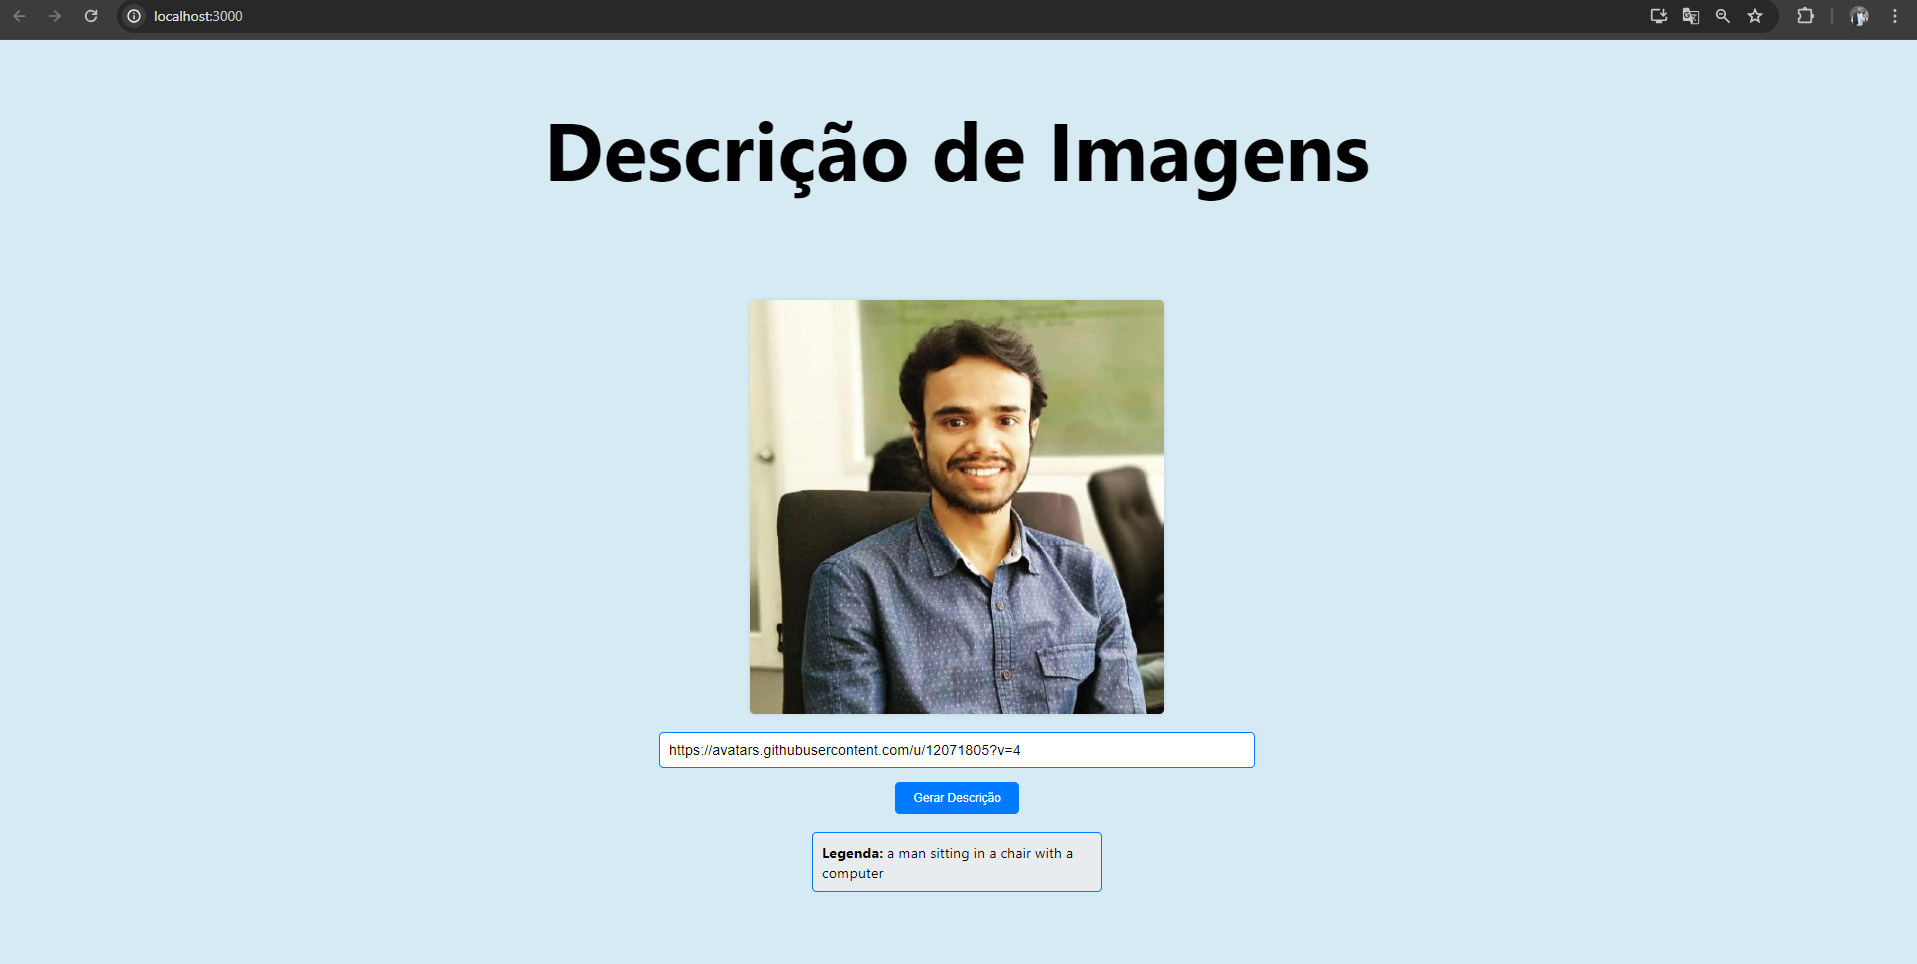 localhost:3000
Descrição de Imagens
https://avatars.githubusercontent.com/u/12071805?v=4
Gerar Descrição
Legenda: a man sitting in a chair with a
computer